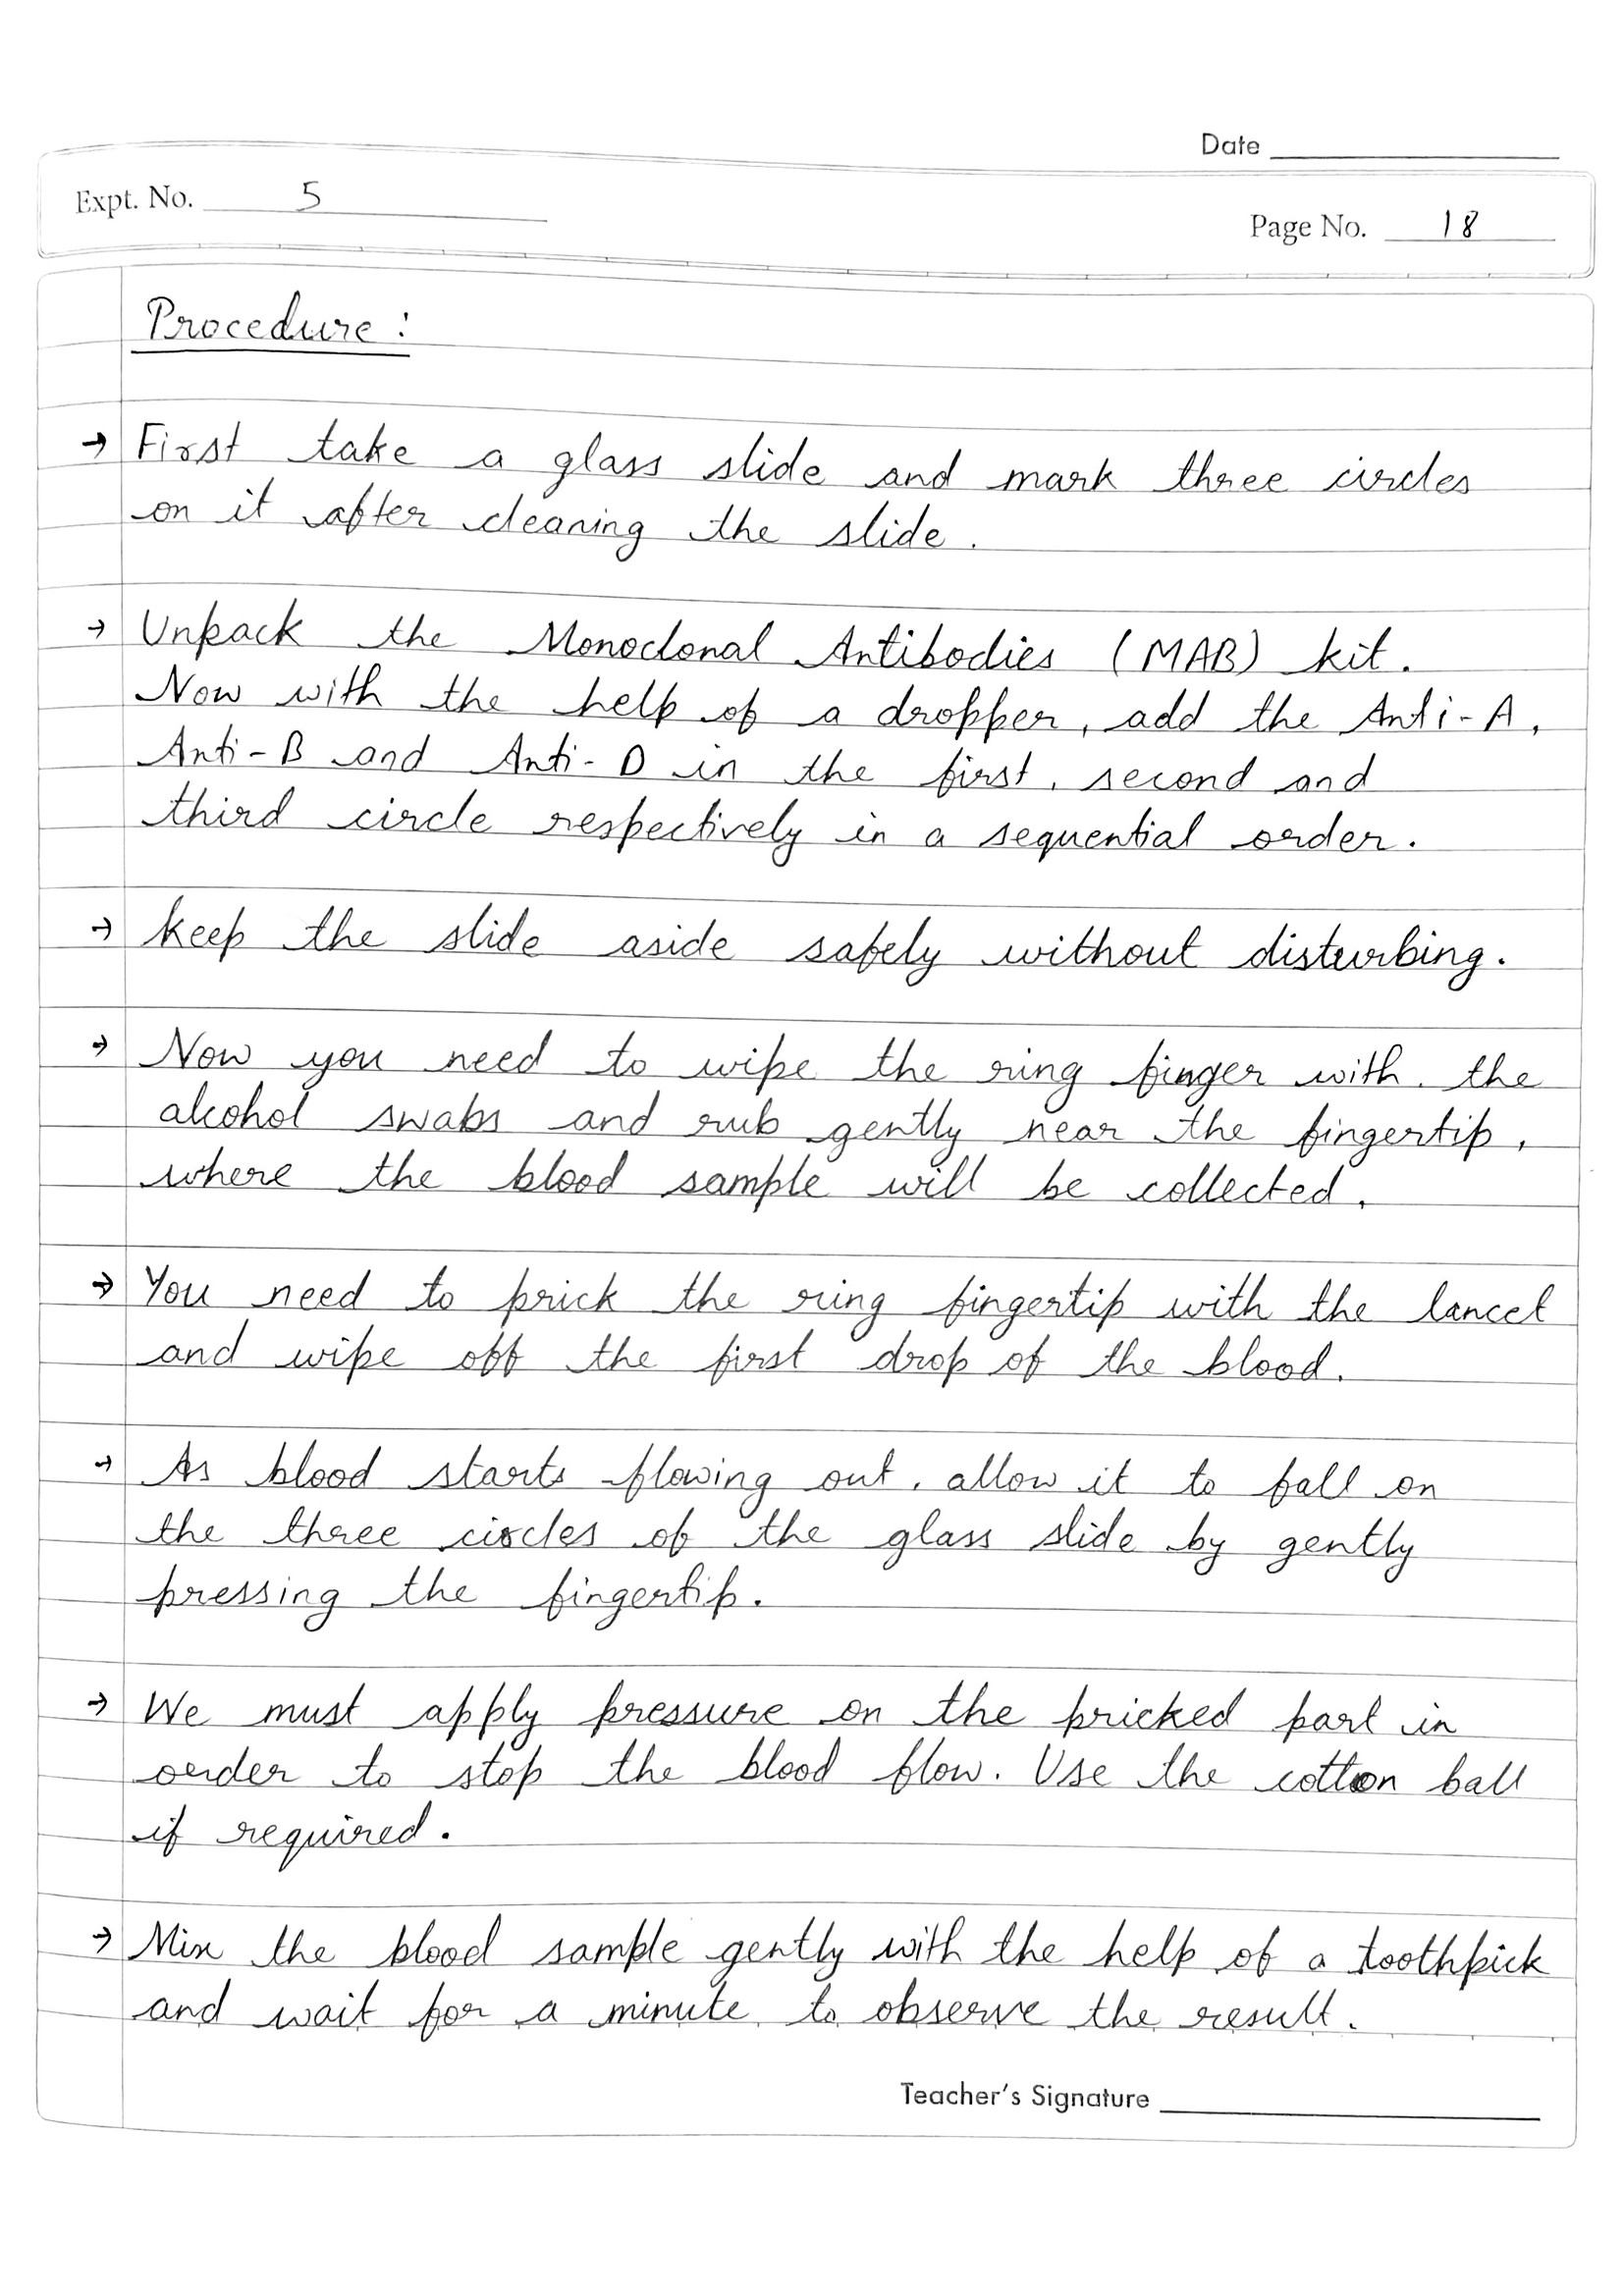 Date
Expt. No. 5
Page No. 18
Procedure :
→ First take a glass slide and mark three circles
on it after cleaning the slide.
→ Unpack the Monoclonal Antibodies (MAB) kit.
Now with the help of a dropper, add the Anti-A,
Anti-B and Anti-D in the first, second and
third circle respectively in a sequential order.
→ keep the slide aside safely without disturbing.
→ Now you need to wipe the ring finger with the
alcohol swabs and rub gently near the fingertip,
where the blood sample will be collected.
→ You need to prick the ring fingertip with the lancet
and wipe off the first drop of the blood.
→ As blood starts flowing out, allow it to fall on
the three circles of the glass slide by gently
pressing the fingertip.
→ We must apply pressure on the pricked part in
order to stop the blood flow. Use the cotton ball
if required.
→ Mix the blood sample gently with the help of a toothpick
and wait for a minute to observe the result.
Teacher's Signature